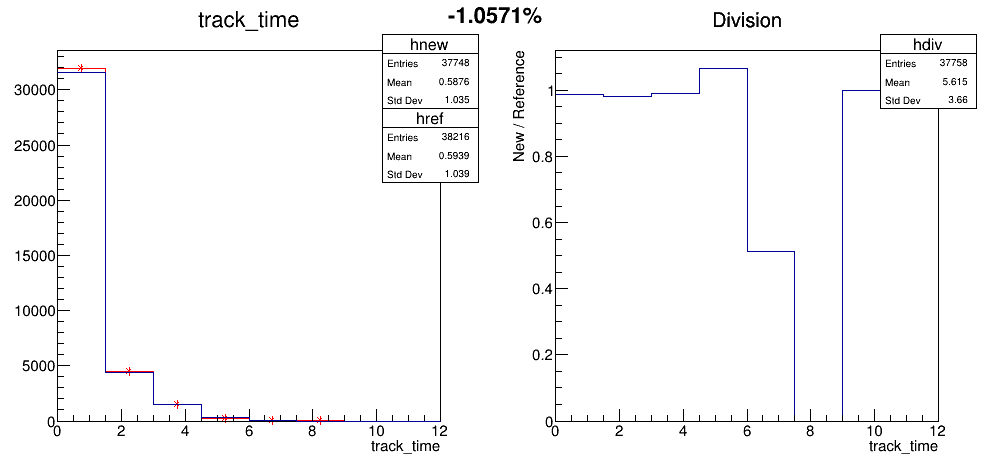 track_time
-1.0571%
Division
hnew
Entries 37748
Mean 0.5876
Std Dev 1.035
href
Entries 38216
Mean 0.5939
Std Dev 1.039
30000
25000
20000
15000
10000
5000
0
0 2 4 6 8 10 12
track_time
hdiv
Entries 37758
Mean 5.615
Std Dev 3.66
New / Reference
1
0.8
0.6
0.4
0.2
0
0 2 4 6 8 10 12
track_time